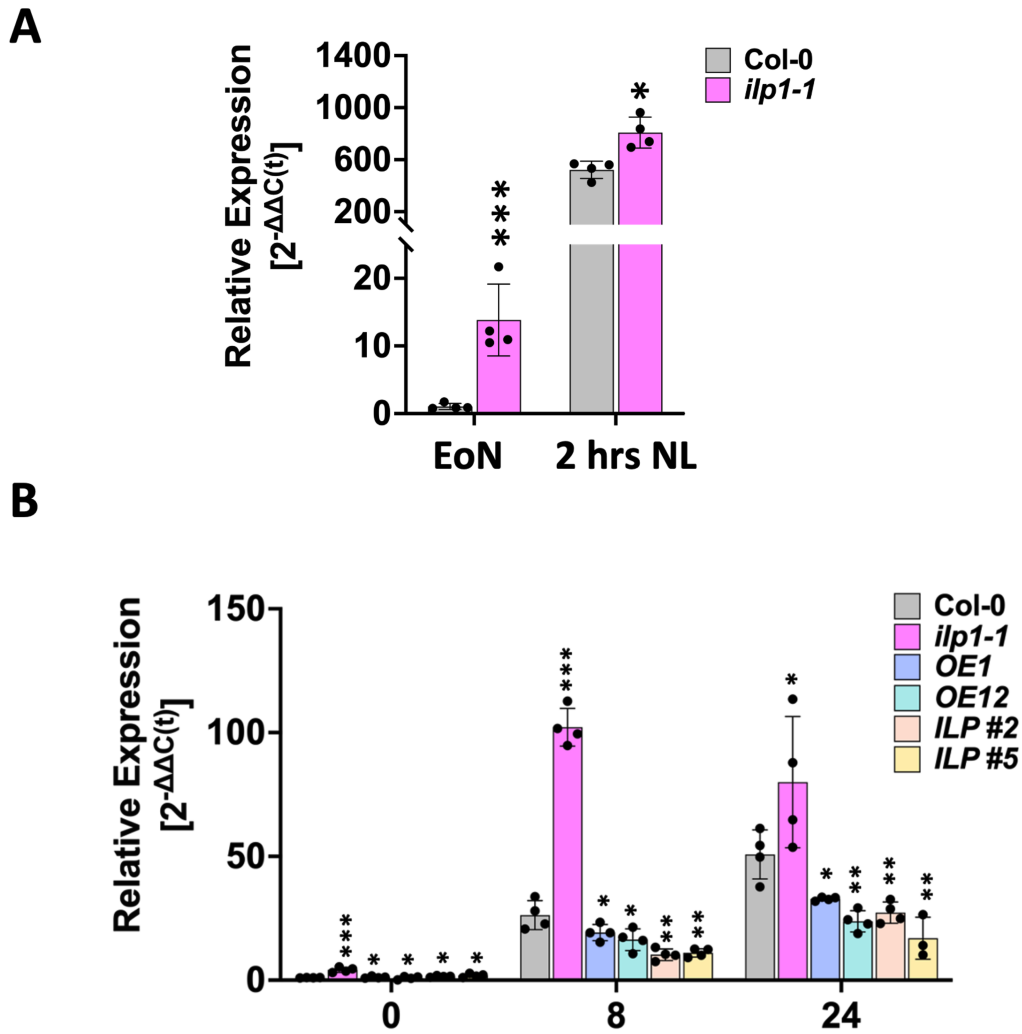 A
Relative Expression
[2-ΔΔC(t)]
1400
1000
600
200
20
10
0
***
*
EoN
2 hrs NL
Col-0
ilp1-1
B
Relative Expression
[2-ΔΔC(t)]
150
100
50
0
***
*
*
*
*
***
*
*
**
**
*
*
**
**
**
0
8
24
Col-0
ilp1-1
OE1
OE12
ILP #2
ILP #5